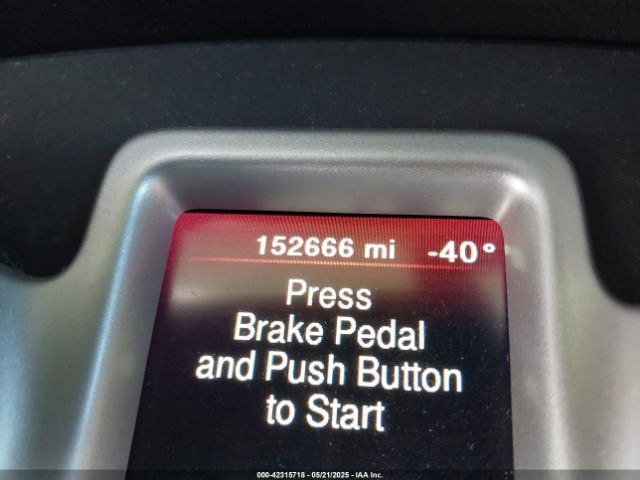 152666 mi -40°
Press
Brake Pedal
and Push Button
to Start
000-42315718 - 05/21/2025 - IAA Inc.